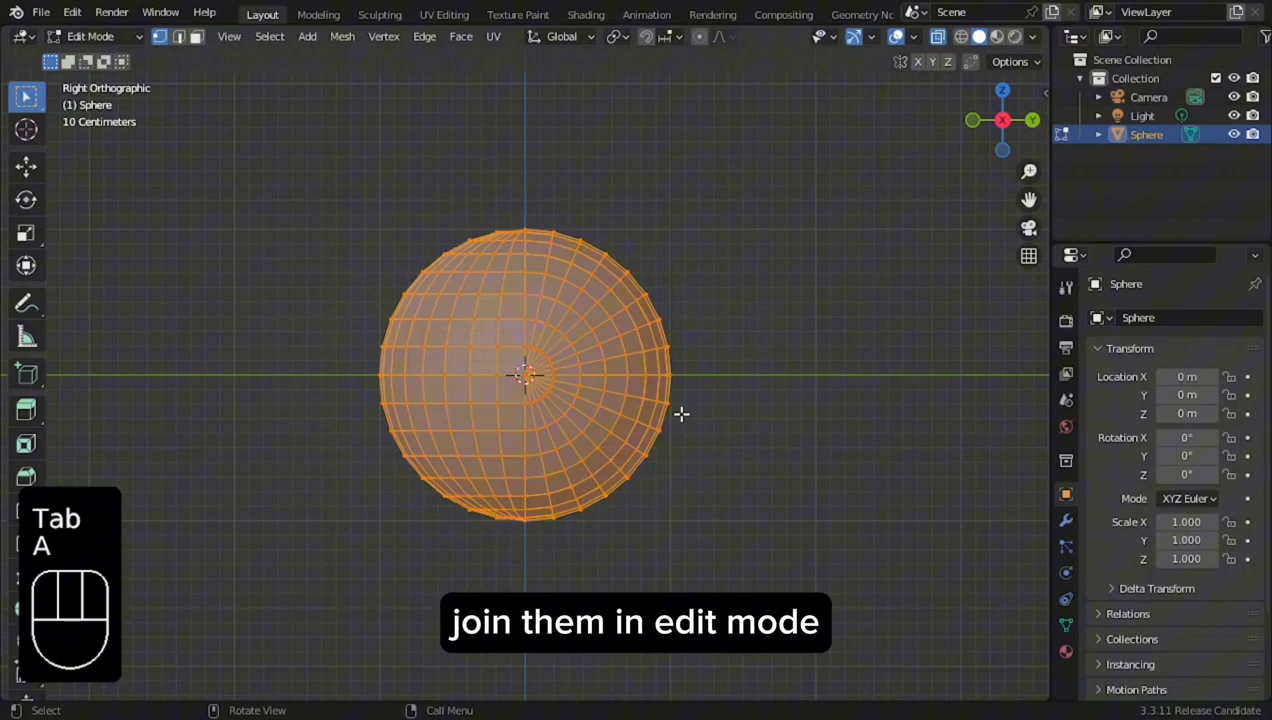 File Edit Render Window Help Layout Modeling Sculpting UV Editing Texture Paint Shading Animation Rendering Compositing Geometry Nc Scene ViewLayer
Edit Mode View Select Add Mesh Vertex Edge Face UV Global
X Y Z Options
Right Orthographic
(1) Sphere
10 Centimeters
Z
X
Y
Scene Collection
Collection
Camera
Light
Sphere
Sphere
Sphere
Transform
Location X 0 m
Y 0 m
Z 0 m
Rotation X 0°
Y 0°
Z 0°
Mode XYZ Euler
Scale X 1.000
Y 1.000
Z 1.000
Delta Transform
Relations
Collections
Instancing
Motion Paths
Tab
A
join them in edit mode
Select Rotate View Call Menu 3.3.11 Release Candidate